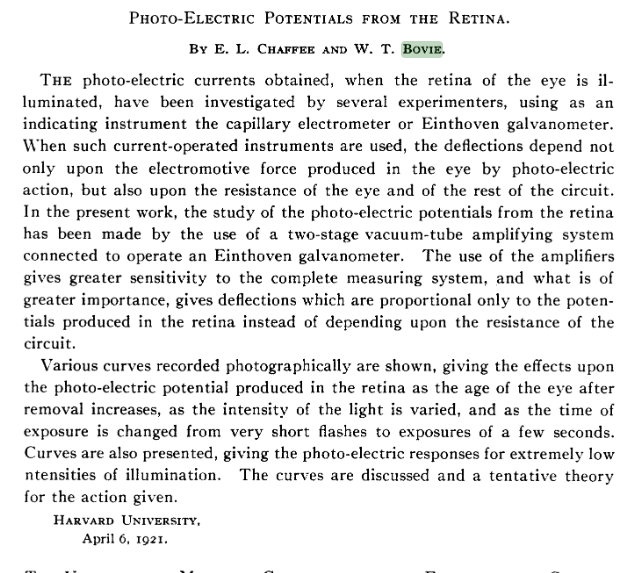 PHOTO-ELECTRIC POTENTIALS FROM THE RETINA.
BY E. L. CHAFFEE AND W. T. BOVIE.
THE photo-electric currents obtained, when the retina of the eye is il-
luminated, have been investigated by several experimenters, using as an
indicating instrument the capillary electrometer or Einthoven galvanometer.
When such current-operated instruments are used, the deflections depend not
only upon the electromotive force produced in the eye by photo-electric
action, but also upon the resistance of the eye and of the rest of the circuit.
In the present work, the study of the photo-electric potentials from the retina
has been made by the use of a two-stage vacuum-tube amplifying system
connected to operate an Einthoven galvanometer. The use of the amplifiers
gives greater sensitivity to the complete measuring system, and what is of
greater importance, gives deflections which are proportional only to the poten-
tials produced in the retina instead of depending upon the resistance of the
circuit.
Various curves recorded photographically are shown, giving the effects upon
the photo-electric potential produced in the retina as the age of the eye after
removal increases, as the intensity of the light is varied, and as the time of
exposure is changed from very short flashes to exposures of a few seconds.
Curves are also presented, giving the photo-electric responses for extremely low
ntensities of illumination. The curves are discussed and a tentative theory
for the action given.
HARVARD UNIVERSITY,
April 6, 1921.